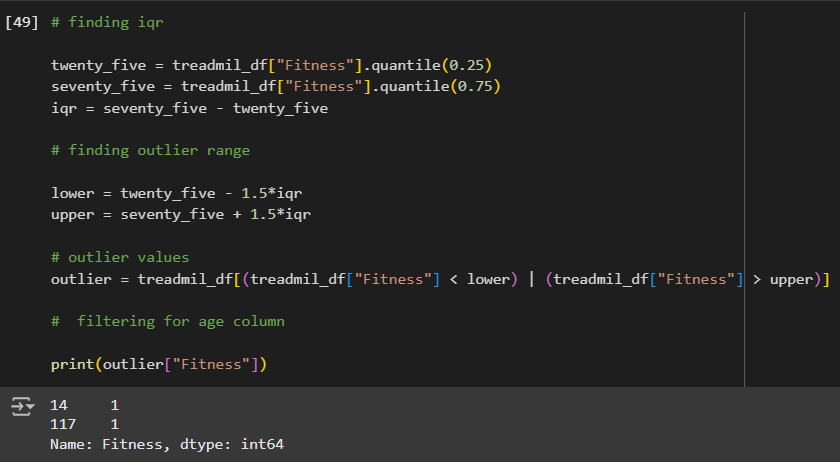 [49] # finding iqr
twenty_five = treadmil_df["Fitness"].quantile(0.25)
seventy_five = treadmil_df["Fitness"].quantile(0.75)
iqr = seventy_five - twenty_five
# finding outlier range
lower = twenty_five - 1.5*iqr
upper = seventy_five + 1.5*iqr
# outlier values
outlier = treadmil_df[(treadmil_df["Fitness"] < lower) | (treadmil_df["Fitness"] > upper)]
#  filtering for age column
print(outlier["Fitness"])
14     1
117    1
Name: Fitness, dtype: int64